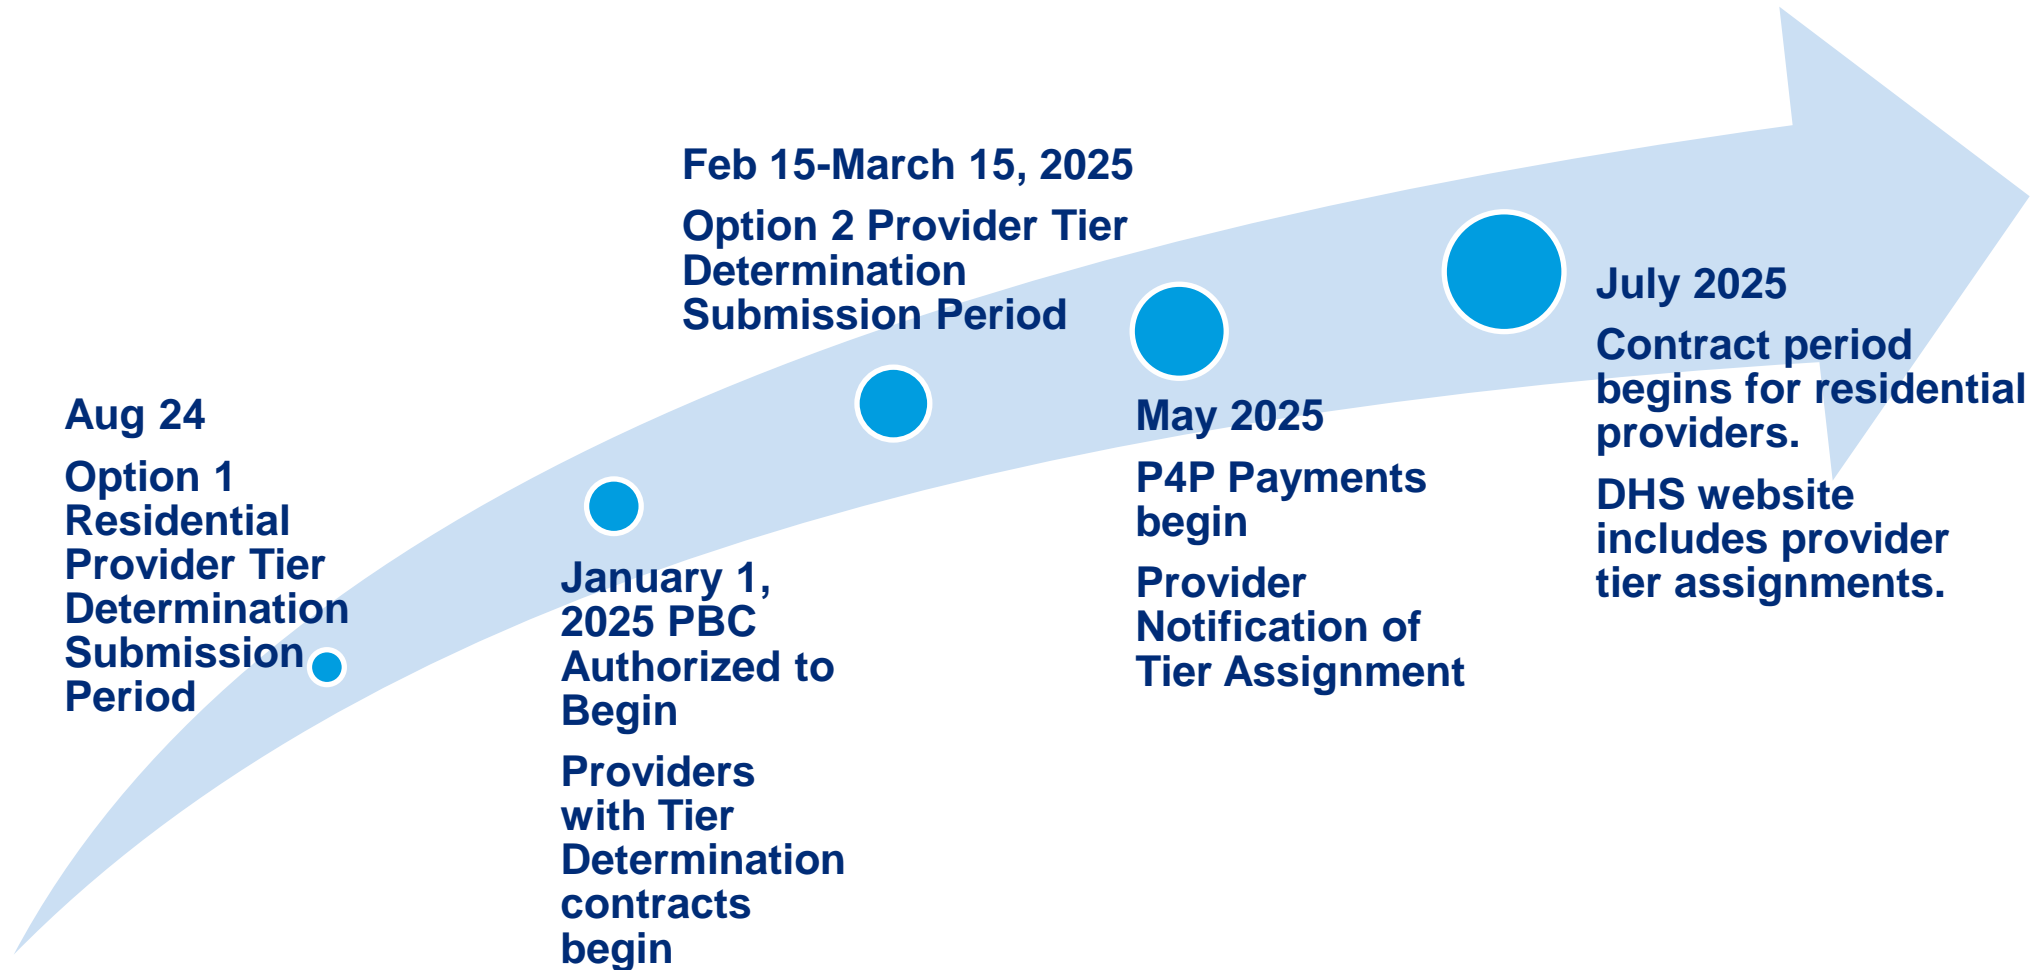 Aug 24
Option 1
Residential
Provider Tier
Determination
Submission
Period
January 1,
2025 PBC
Authorized to
Begin
Providers
with Tier
Determination
contracts
begin
Feb 15-March 15, 2025
Option 2 Provider Tier
Determination
Submission Period
May 2025
P4P Payments
begin
Provider
Notification of
Tier Assignment
July 2025
Contract period
begins for residential
providers.
DHS website
includes provider
tier assignments.